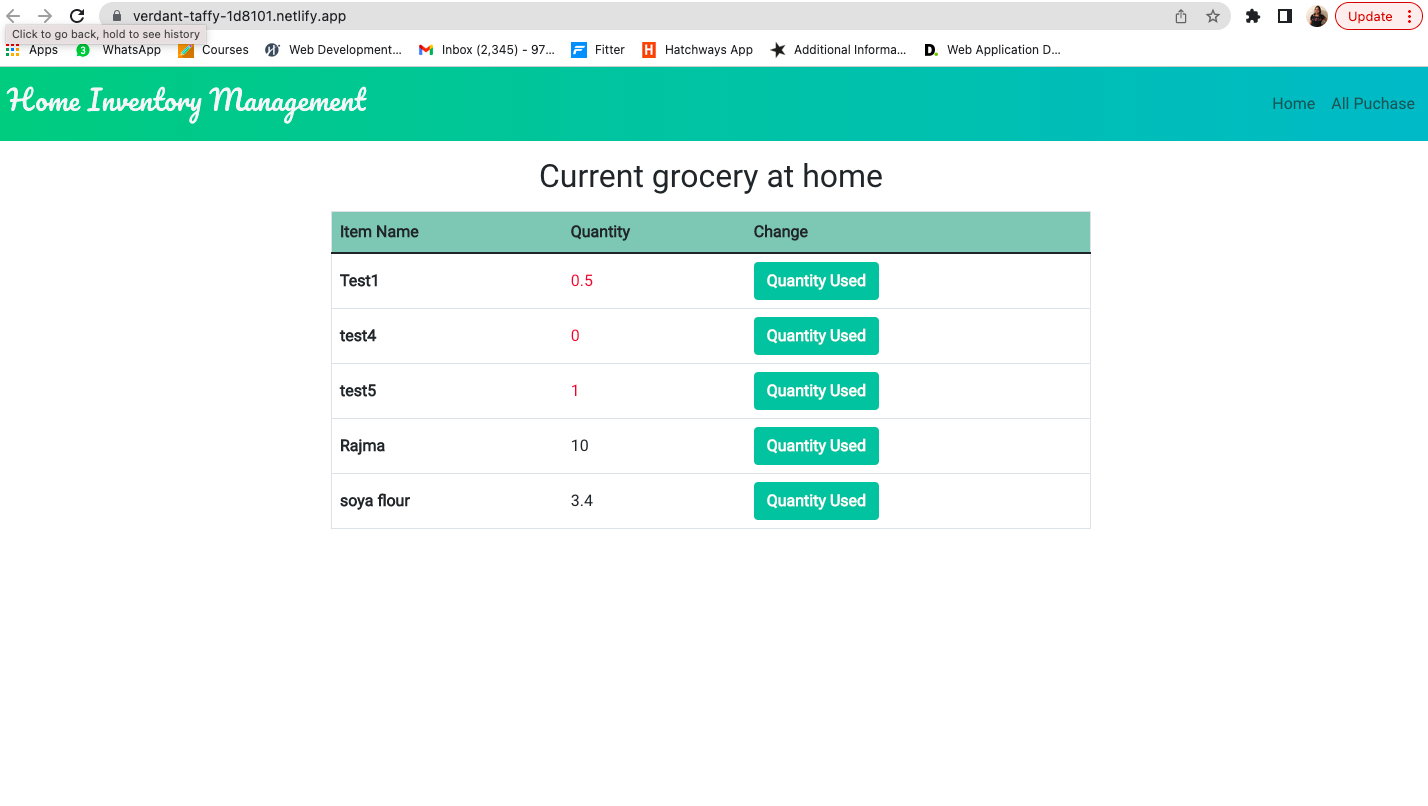 verdant-taffy-1d8101.netlify.app
Update
Click to go back, hold to see history
Apps 3 WhatsApp Courses Web Development... Inbox (2,345) - 97... Fitter H Hatchways App Additional Informa... D. Web Application D...
Home Inventory Management
Home All Puchase
Current grocery at home
Item Name Quantity Change
Test1 0.5 Quantity Used
test4 0 Quantity Used
test5 1 Quantity Used
Rajma 10 Quantity Used
soya flour 3.4 Quantity Used